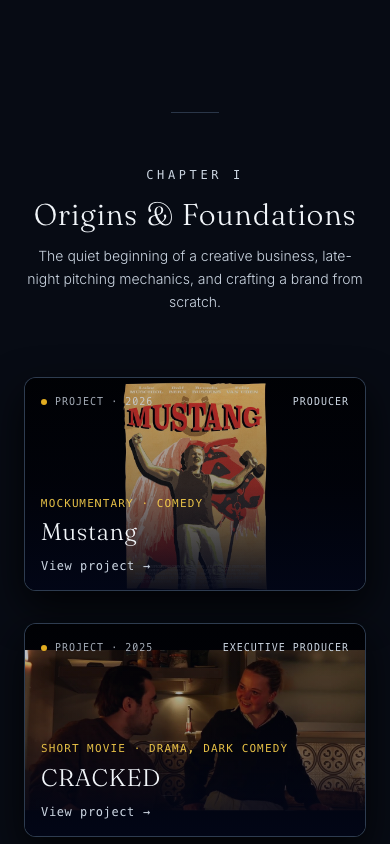 CHAPTER I
Origins & Foundations
The quiet beginning of a creative business, late-
night pitching mechanics, and crafting a brand from
scratch.
PROJECT · 2026
PRODUCER
MUSTANG
MOCKUMENTARY · COMEDY
Mustang
View project →
PROJECT · 2025
EXECUTIVE PRODUCER
SHORT MOVIE · DRAMA, DARK COMEDY
CRACKED
View project →